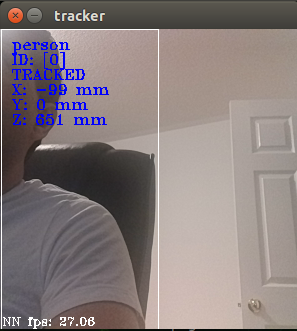 tracker
person
ID: [0]
TRACKED
X: -99 mm
Y: 0 mm
Z: 651 mm
NN fps: 27.06